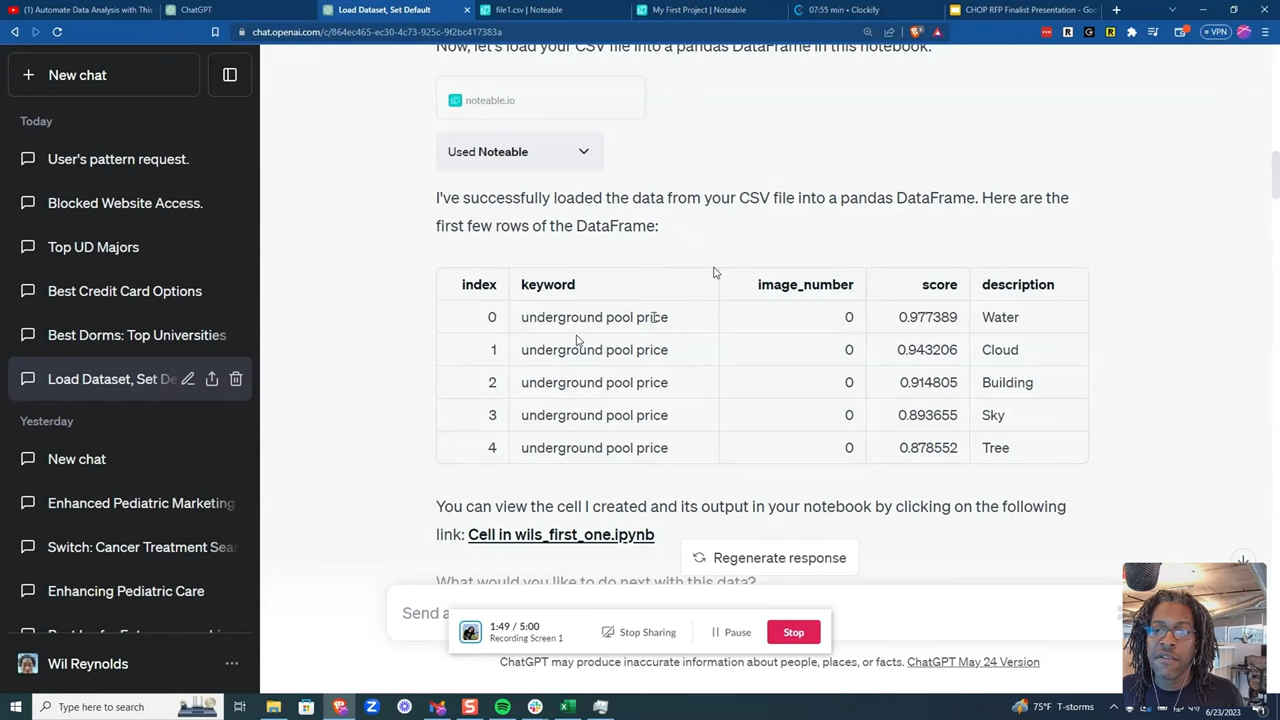 (1) Automate Data Analysis with This
ChatGPT
Load Dataset, Set Default
file1.csv | Noteable
My First Project | Noteable
07:55 min • Clockify
CHOP RFP Finalist Presentation - Goo
chat.openai.com/c/864ec465-ec30-4c73-925c-9f2bc417383a
VPN
New chat
Today
User's pattern request.
Blocked Website Access.
Top UD Majors
Best Credit Card Options
Best Dorms: Top Universities
Load Dataset, Set De
Yesterday
New chat
Enhanced Pediatric Marketing
Switch: Cancer Treatment Sear
Enhancing Pediatric Care
Wil Reynolds
Now, let's load your CSV file into a pandas DataFrame in this notebook.
noteable.io
Used Noteable
I've successfully loaded the data from your CSV file into a pandas DataFrame. Here are the
first few rows of the DataFrame:
index keyword image_number score description
0 underground pool price 0 0.977389 Water
1 underground pool price 0 0.943206 Cloud
2 underground pool price 0 0.914805 Building
3 underground pool price 0 0.893655 Sky
4 underground pool price 0 0.878552 Tree
You can view the cell I created and its output in your notebook by clicking on the following
link: Cell in wils_first_one.ipynb
Regenerate response
What would you like to do next with this data?
Send a
1:49 / 5:00
Recording Screen 1
Stop Sharing
Pause
Stop
ChatGPT may produce inaccurate information about people, places, or facts. ChatGPT May 24 Version
Type here to search
75°F T-storms
6/23/2023